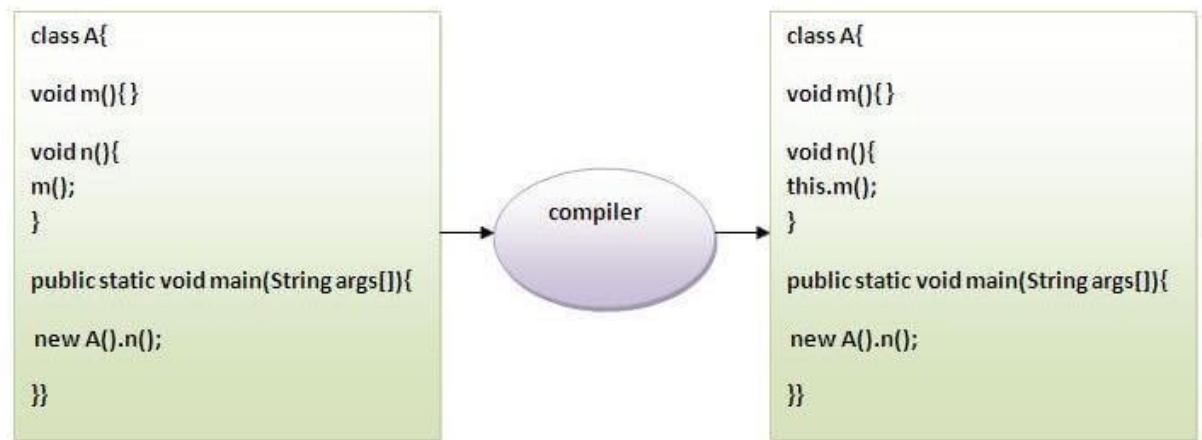 class A{
void m(){}
void n(){
m();
}
public static void main(String args[]){
new A().n();
}}
compiler
class A{
void m(){}
void n(){
this.m();
}
public static void main(String args[]){
new A().n();
}}